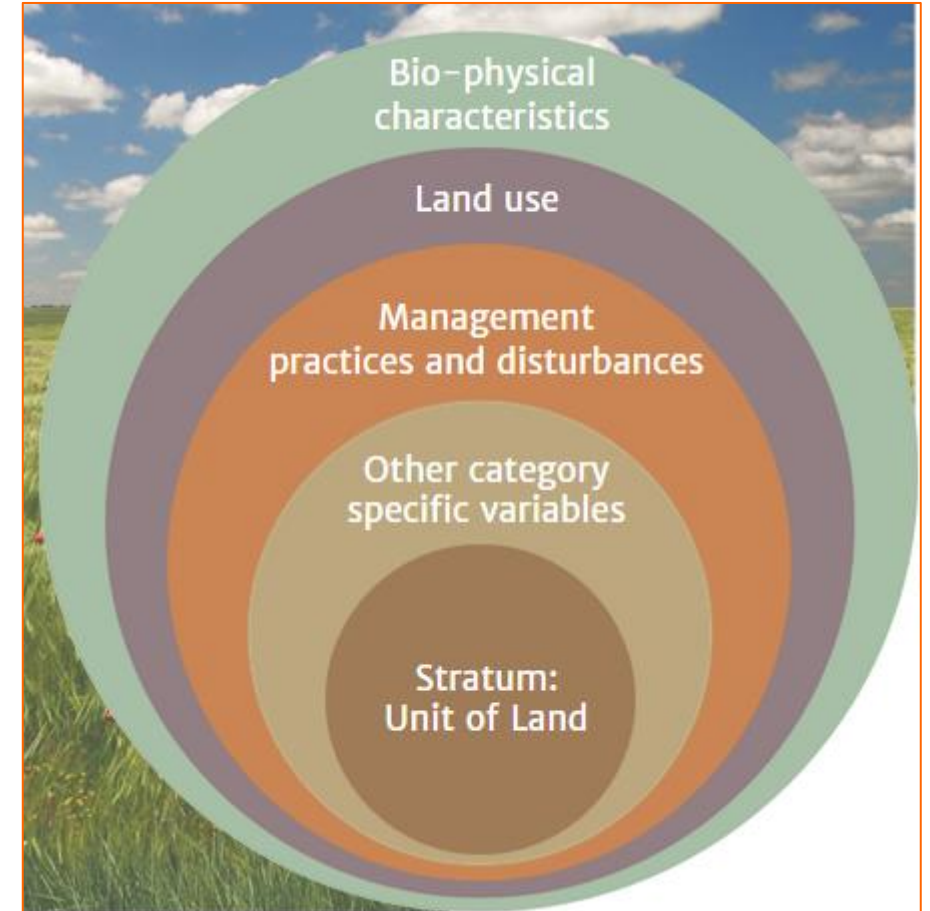 Bio-physical
characteristics
Land use
Management
practices and disturbances
Other category
specific variables
Stratum:
Unit of Land